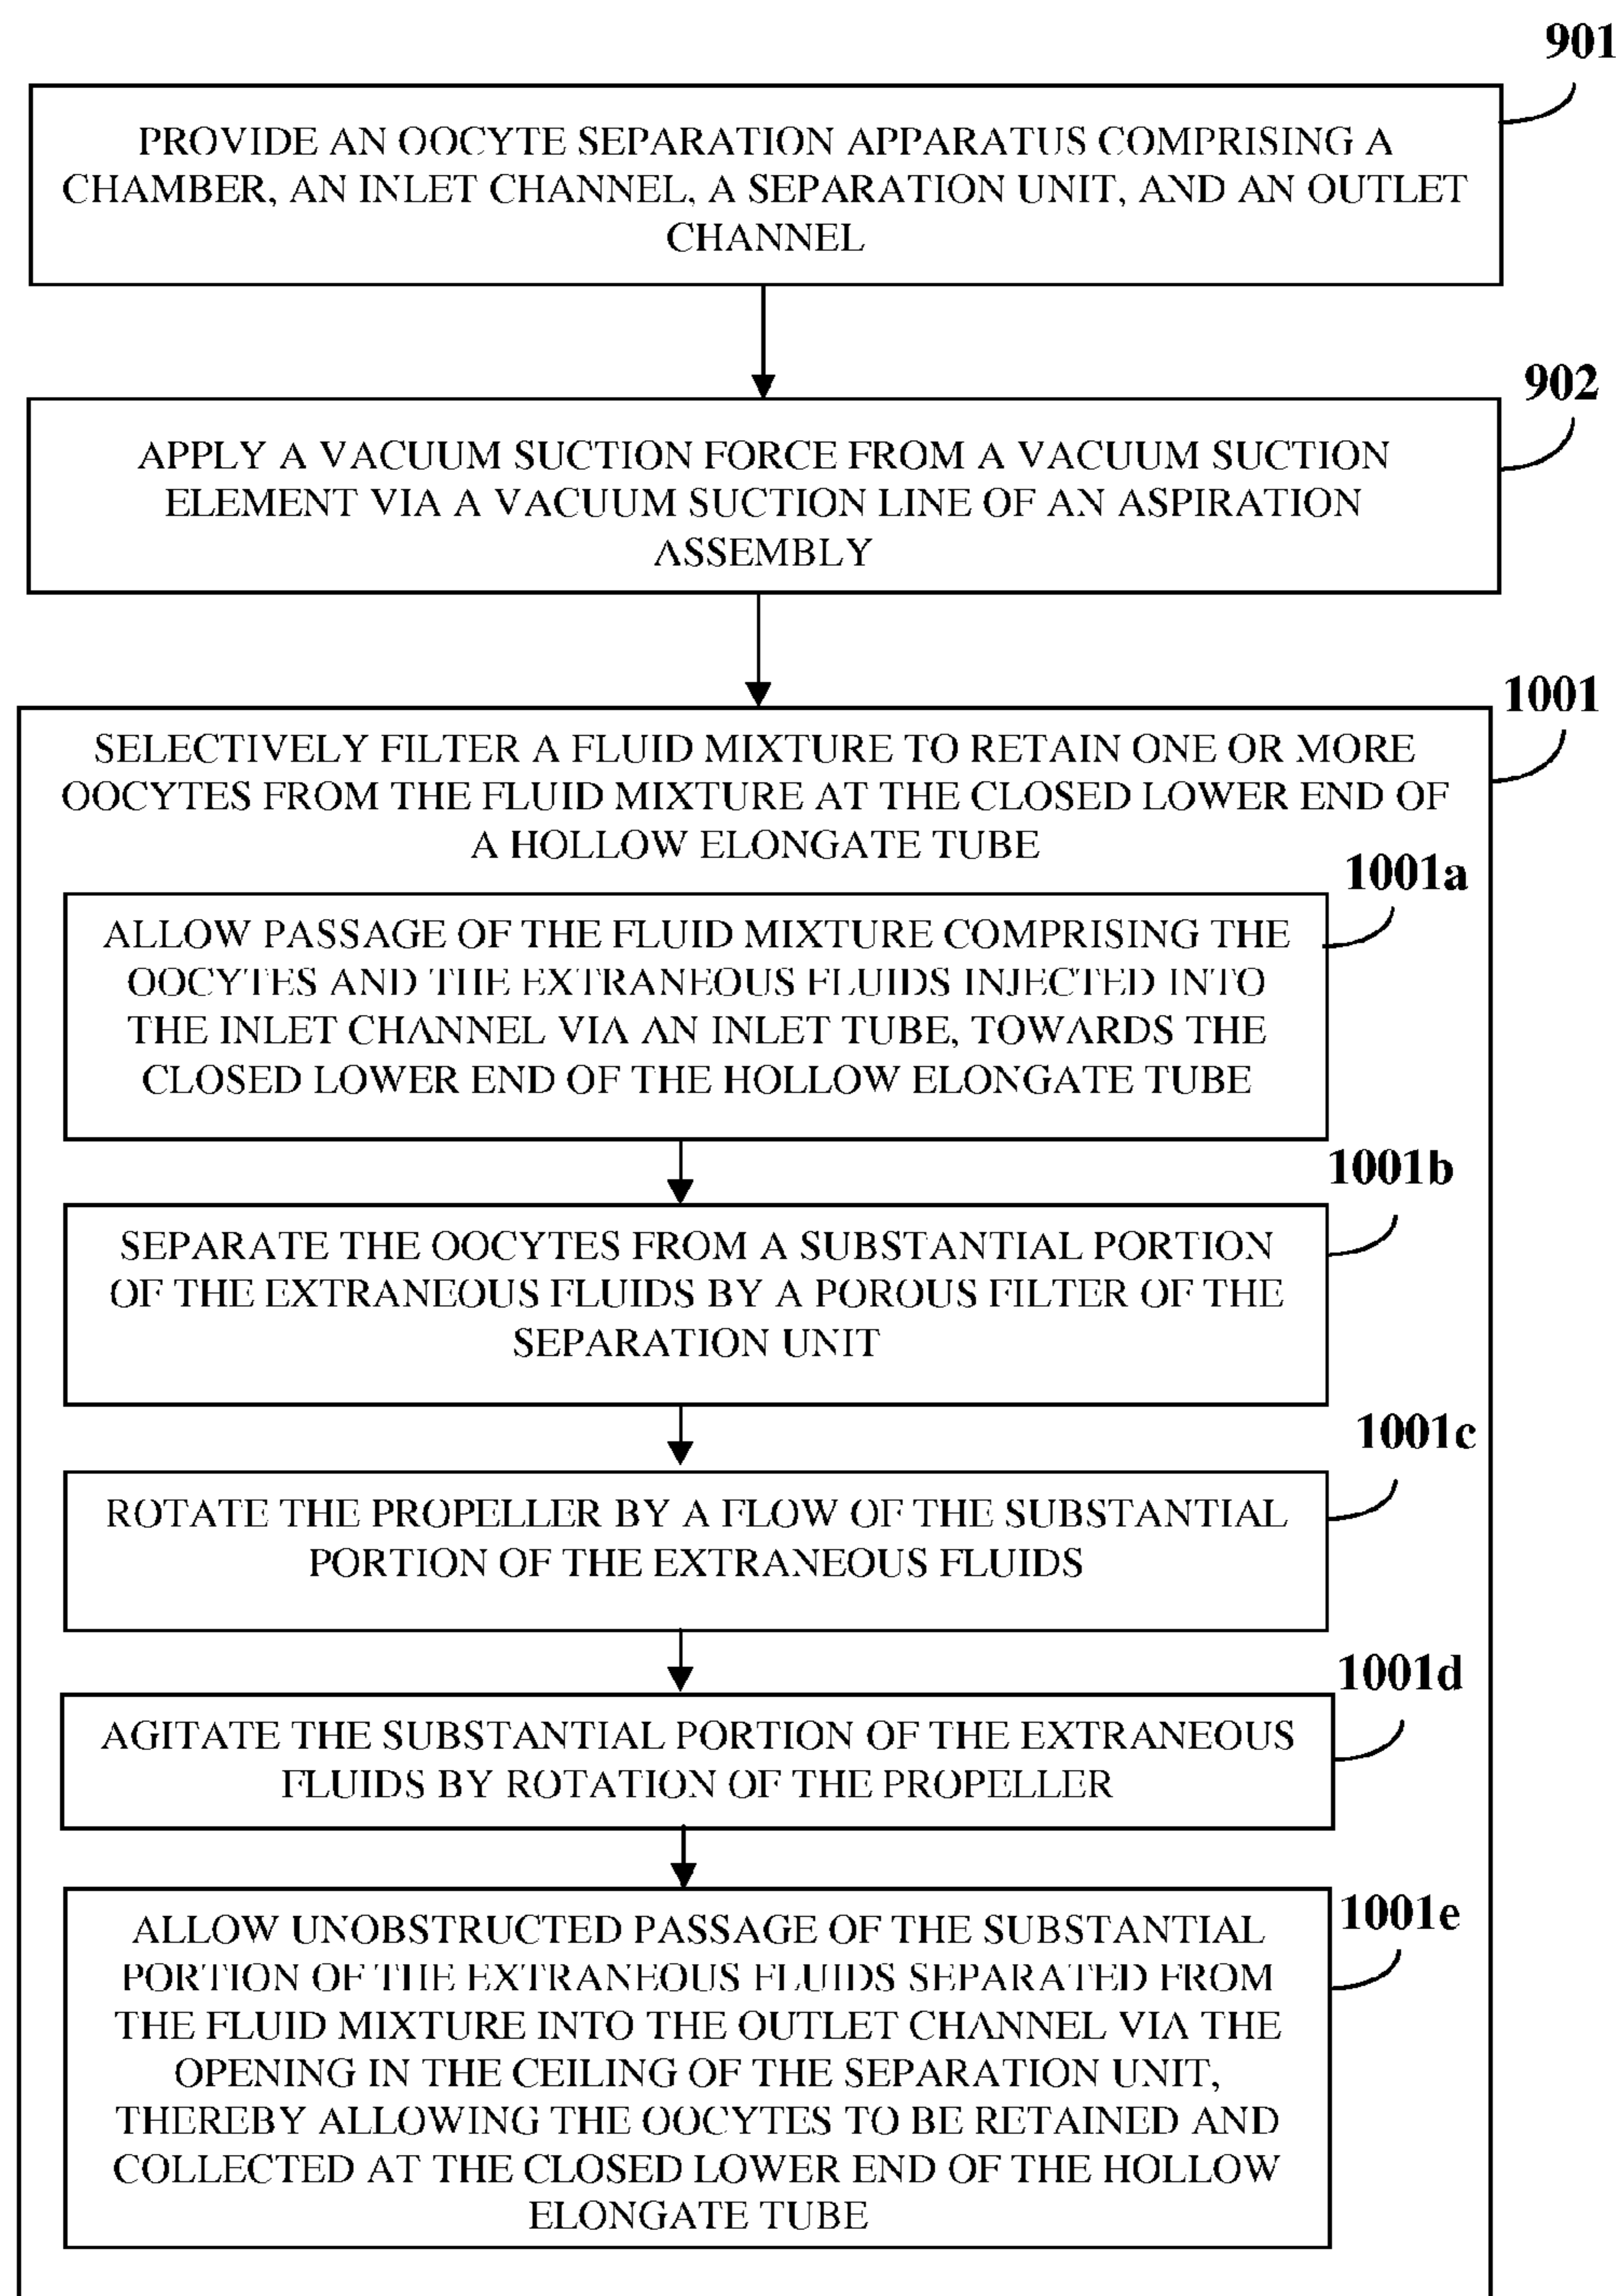 901
PROVIDE AN OOCYTE SEPARATION APPARATUS COMPRISING A
CHAMBER, AN INLET CHANNEL, A SEPARATION UNIT, AND AN OUTLET
CHANNEL
902
APPLY A VACUUM SUCTION FORCE FROM A VACUUM SUCTION
ELEMENT VIA A VACUUM SUCTION LINE OF AN ASPIRATION
ASSEMBLY
1001
SELECTIVELY FILTER A FLUID MIXTURE TO RETAIN ONE OR MORE
OOCYTES FROM THE FLUID MIXTURE AT THE CLOSED LOWER END OF
A HOLLOW ELONGATE TUBE
1001a
ALLOW PASSAGE OF THE FLUID MIXTURE COMPRISING THE
OOCYTES AND THE EXTRANEOUS FLUIDS INJECTED INTO
THE INLET CHANNEL VIA AN INLET TUBE, TOWARDS THE
CLOSED LOWER END OF THE HOLLOW ELONGATE TUBE
1001b
SEPARATE THE OOCYTES FROM A SUBSTANTIAL PORTION
OF THE EXTRANEOUS FLUIDS BY A POROUS FILTER OF THE
SEPARATION UNIT
1001c
ROTATE THE PROPELLER BY A FLOW OF THE SUBSTANTIAL
PORTION OF THE EXTRANEOUS FLUIDS
1001d
AGITATE THE SUBSTANTIAL PORTION OF THE EXTRANEOUS
FLUIDS BY ROTATION OF THE PROPELLER
1001e
ALLOW UNOBSTRUCTED PASSAGE OF THE SUBSTANTIAL
PORTION OF THE EXTRANEOUS FLUIDS SEPARATED FROM
THE FLUID MIXTURE INTO THE OUTLET CHANNEL VIA THE
OPENING IN THE CEILING OF THE SEPARATION UNIT,
THEREBY ALLOWING THE OOCYTES TO BE RETAINED AND
COLLECTED AT THE CLOSED LOWER END OF THE HOLLOW
ELONGATE TUBE